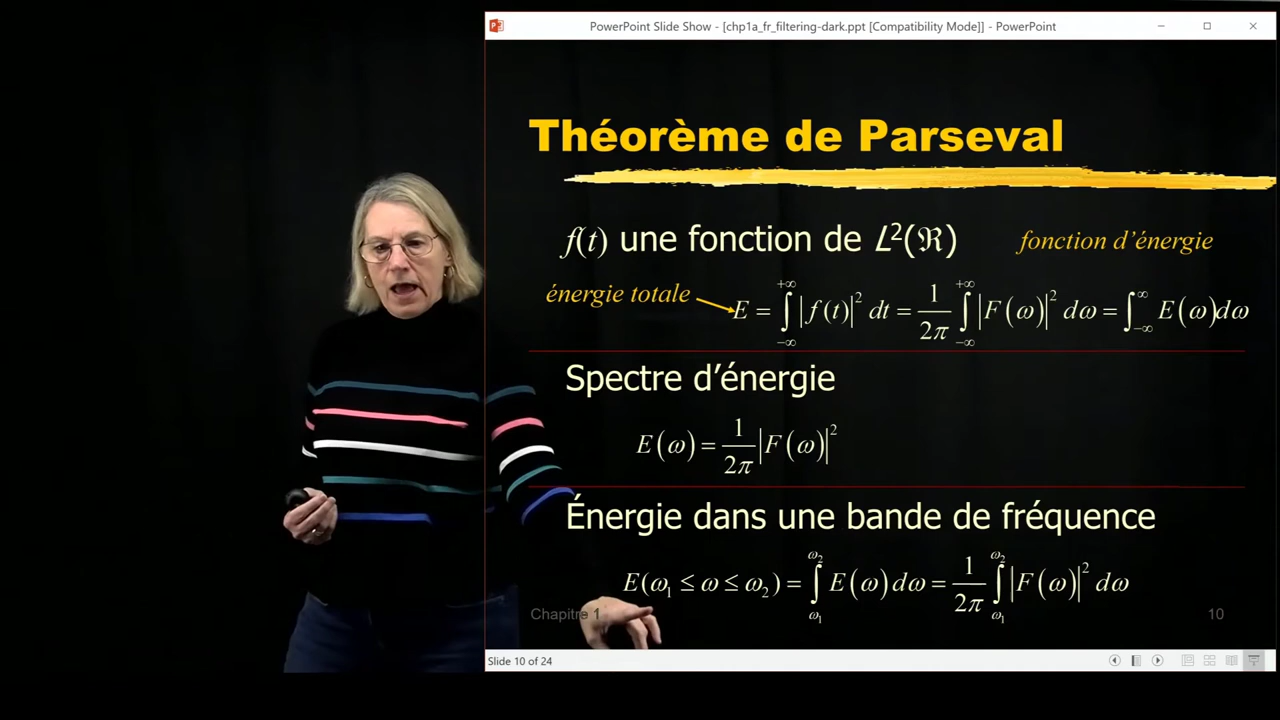 PowerPoint Slide Show - [chp1a_fr_filtering-dark.ppt [Compatibility Mode]] - PowerPoint
Théorème de Parseval
f(t) une fonction de L²(ℜ) fonction d'énergie
énergie totale
E = ∫_{-∞}^{+∞} |f(t)|² dt = 1/2π ∫_{-∞}^{+∞} |F(ω)|² dω = ∫_{-∞}^{∞} E(ω)dω
Spectre d'énergie
E(ω) = 1/2π |F(ω)|²
Énergie dans une bande de fréquence
E(ω₁ ≤ ω ≤ ω₂) = ∫_{ω₁}^{ω₂} E(ω)dω = 1/2π ∫_{ω₁}^{ω₂} |F(ω)|² dω
Chapitre 1 10
Slide 10 of 24